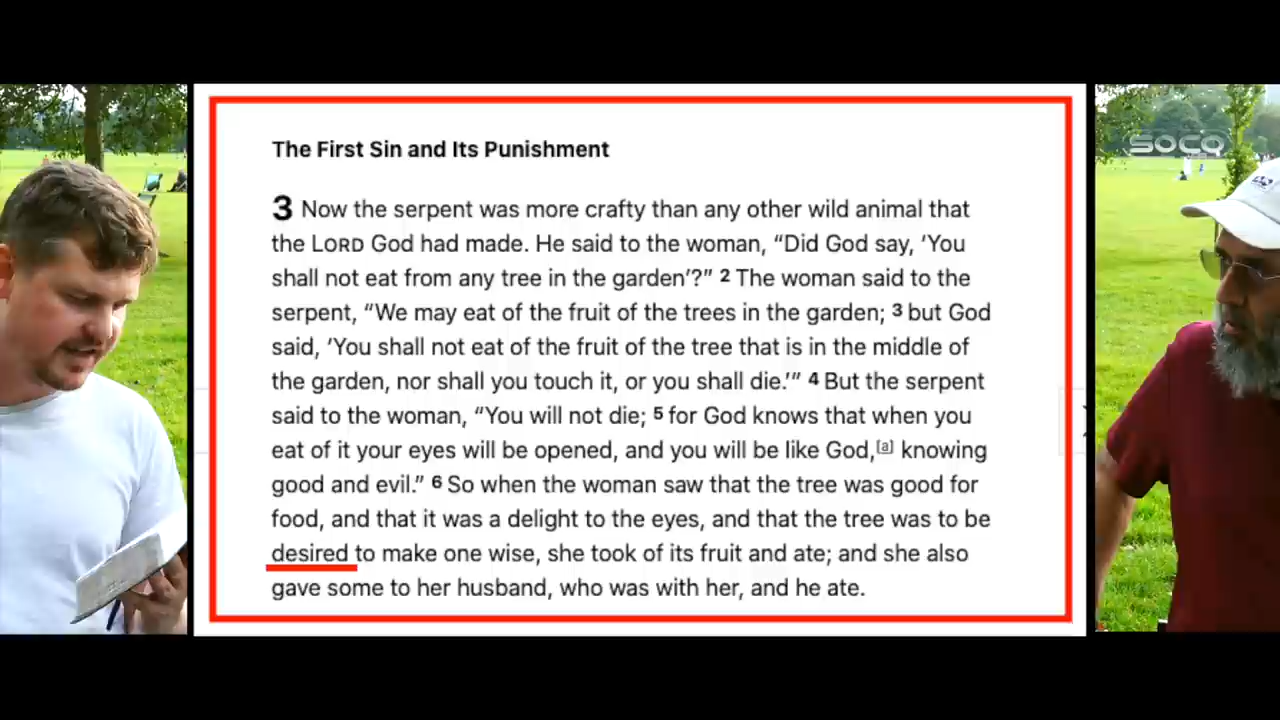 The First Sin and Its Punishment
3 Now the serpent was more crafty than any other wild animal that
the LORD God had made. He said to the woman, “Did God say, ‘You
shall not eat from any tree in the garden’?” 2 The woman said to the
serpent, “We may eat of the fruit of the trees in the garden; 3 but God
said, ‘You shall not eat of the fruit of the tree that is in the middle of
the garden, nor shall you touch it, or you shall die.’” 4 But the serpent
said to the woman, “You will not die; 5 for God knows that when you
eat of it your eyes will be opened, and you will be like God,[a] knowing
good and evil.” 6 So when the woman saw that the tree was good for
food, and that it was a delight to the eyes, and that the tree was to be
desired to make one wise, she took of its fruit and ate; and she also
gave some to her husband, who was with her, and he ate.
SOCO